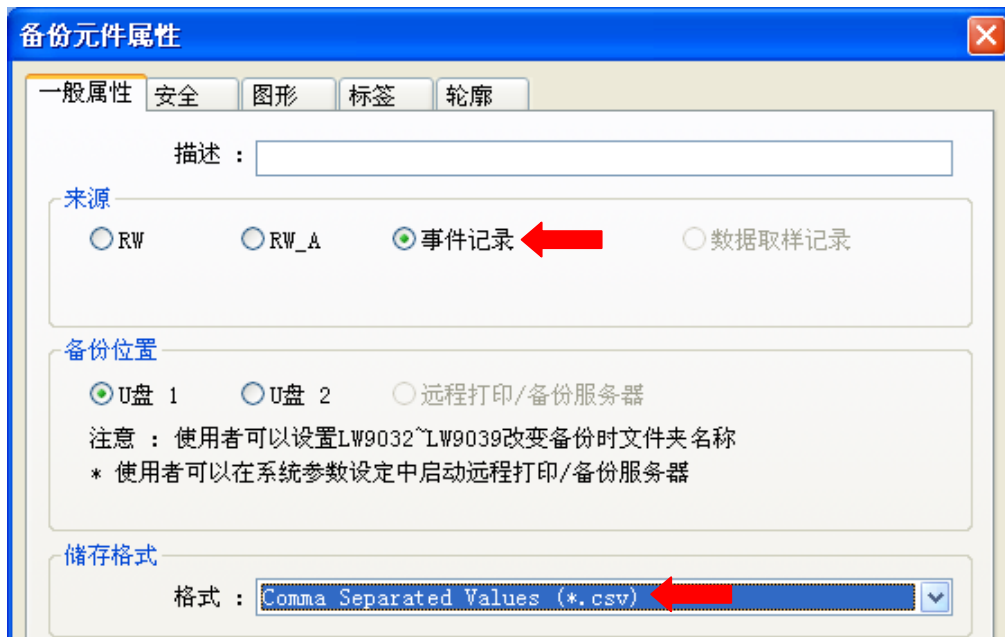 备份元件属性
一般属性 安全 图形 标签 轮廓
描述 :
来源
RW RW_A 事件记录 数据取样记录
备份位置
U盘 1 U盘 2 远程打印/备份服务器
注意 : 使用者可以设置LW9032~LW9039改变备份时文件夹名称
* 使用者可以在系统参数设定中启动远程打印/备份服务器
储存格式
格式 : Comma Separated Values (*.csv)